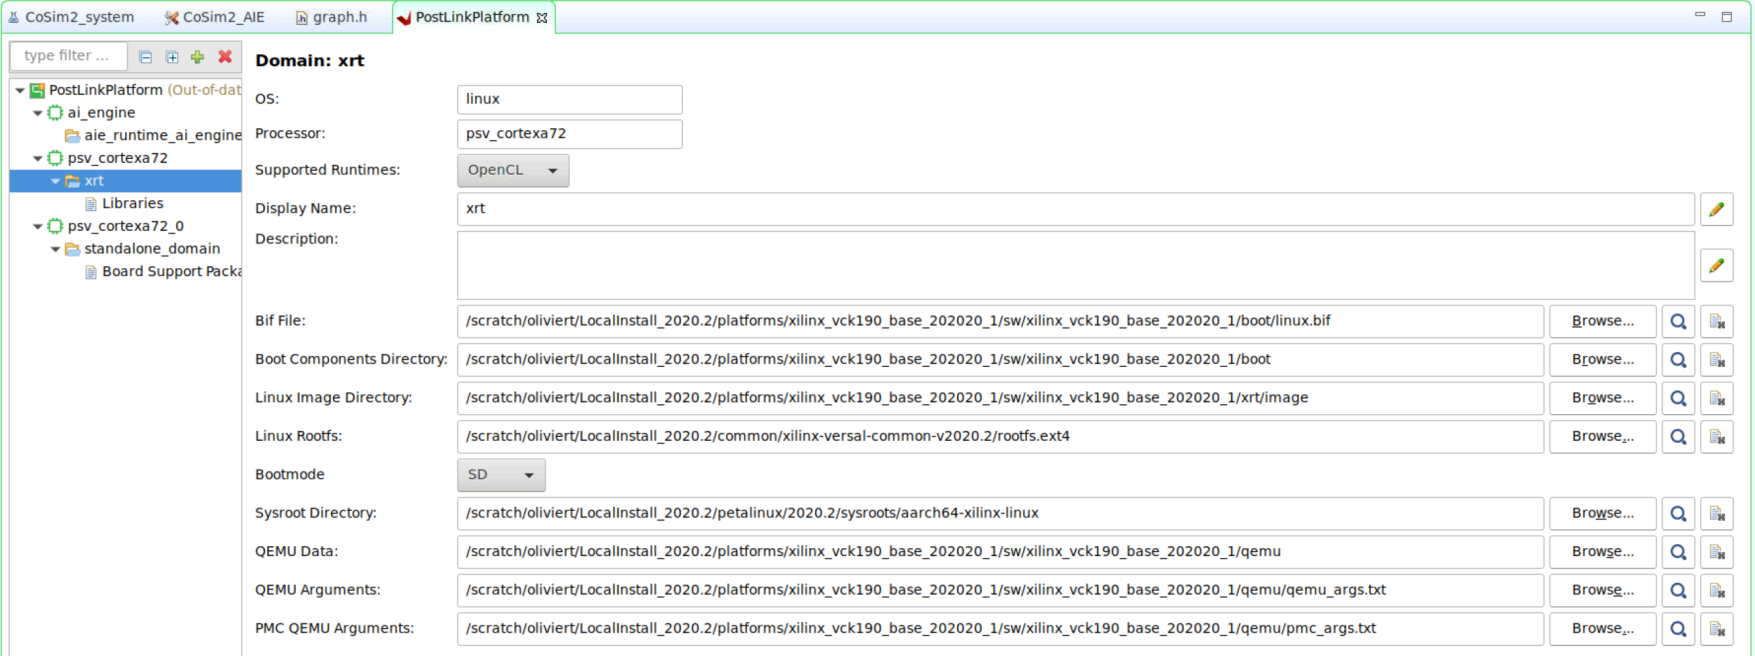 CoSim2_system CoSim2_AIE graph.h PostLinkPlatform
type filter ...
PostLinkPlatform (Out-of-dat
ai_engine
aie_runtime_ai_engine
psv_cortexa72
xrt
Libraries
psv_cortexa72_0
standalone_domain
Board Support Packa
Domain: xrt
OS: linux
Processor: psv_cortexa72
Supported Runtimes: OpenCL
Display Name: xrt
Description:
Bif File: /scratch/oliviert/LocalInstall_2020.2/platforms/xilinx_vck190_base_202020_1/sw/xilinx_vck190_base_202020_1/boot/linux.bif Browse...
Boot Components Directory: /scratch/oliviert/LocalInstall_2020.2/platforms/xilinx_vck190_base_202020_1/sw/xilinx_vck190_base_202020_1/boot Browse...
Linux Image Directory: /scratch/oliviert/LocalInstall_2020.2/platforms/xilinx_vck190_base_202020_1/sw/xilinx_vck190_base_202020_1/xrt/image Browse...
Linux Rootfs: /scratch/oliviert/LocalInstall_2020.2/common/xilinx-versal-common-v2020.2/rootfs.ext4 Browse...
Bootmode SD
Sysroot Directory: /scratch/oliviert/LocalInstall_2020.2/petalinux/2020.2/sysroots/aarch64-xilinx-linux Browse...
QEMU Data: /scratch/oliviert/LocalInstall_2020.2/platforms/xilinx_vck190_base_202020_1/sw/xilinx_vck190_base_202020_1/qemu Browse...
QEMU Arguments: /scratch/oliviert/LocalInstall_2020.2/platforms/xilinx_vck190_base_202020_1/sw/xilinx_vck190_base_202020_1/qemu/qemu_args.txt Browse...
PMC QEMU Arguments: /scratch/oliviert/LocalInstall_2020.2/platforms/xilinx_vck190_base_202020_1/sw/xilinx_vck190_base_202020_1/qemu/pmc_args.txt Browse...